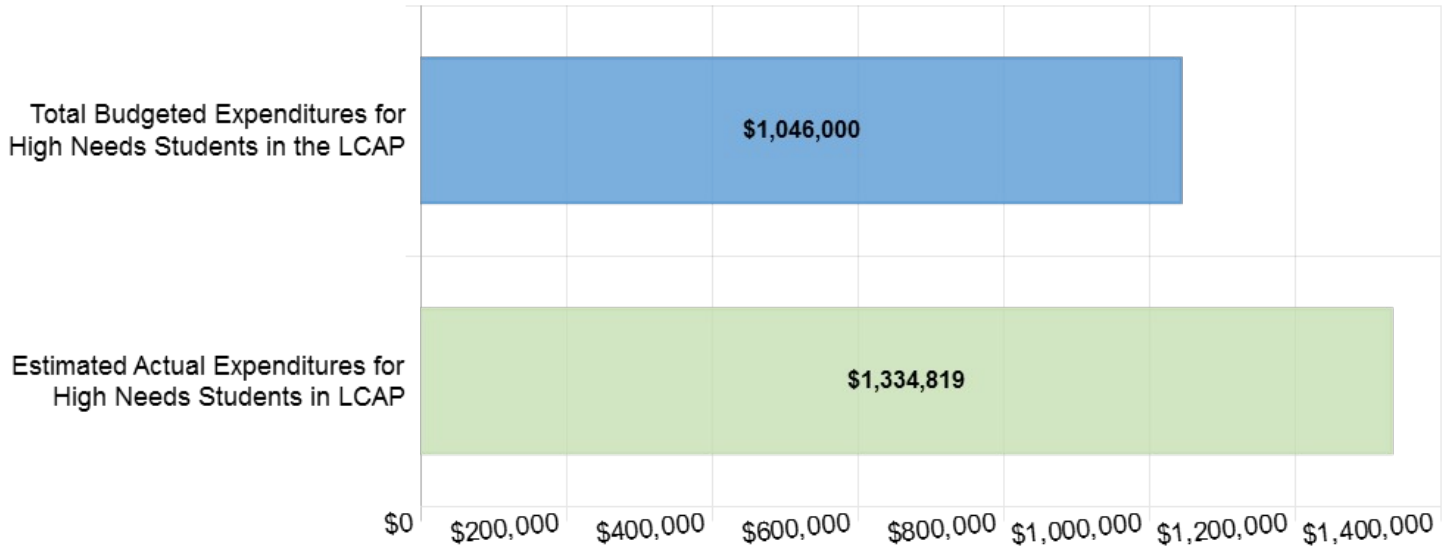 Total Budgeted Expenditures for
High Needs Students in the LCAP
$1,046,000
Estimated Actual Expenditures for
High Needs Students in LCAP
$1,334,819
$0 $200,000 $400,000 $600,000 $800,000 $1,000,000 $1,200,000 $1,400,000